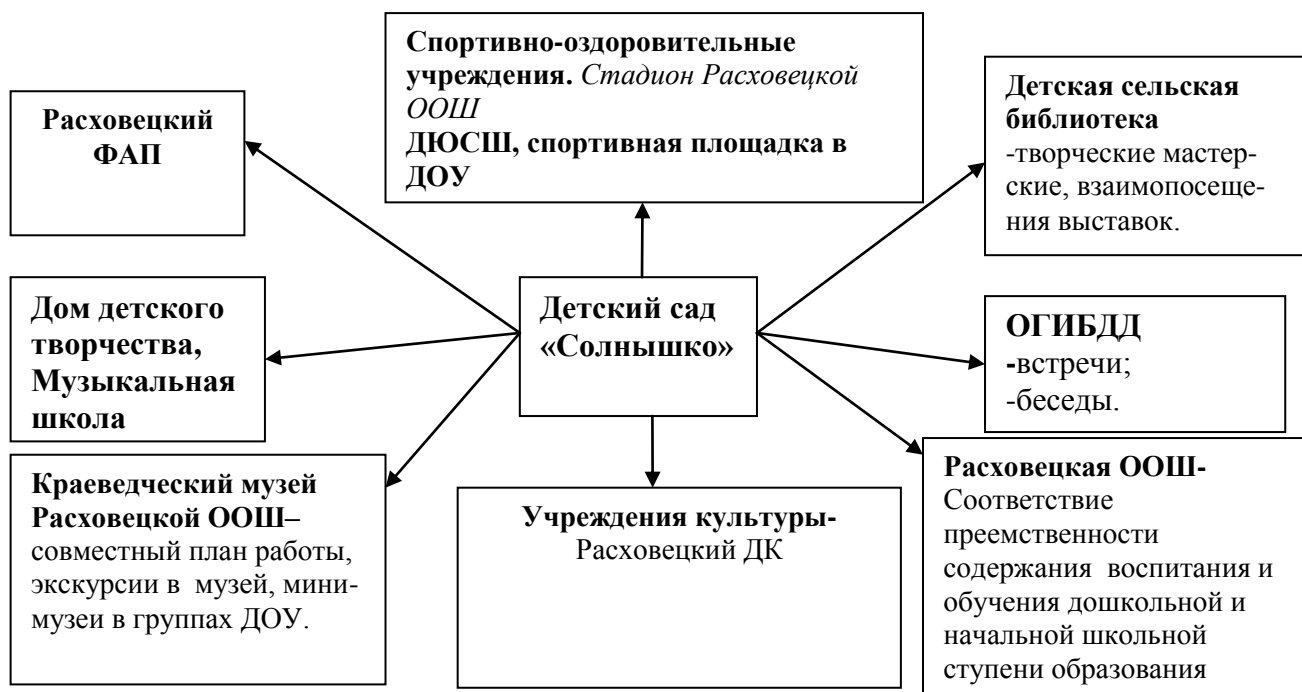 Спортивно-оздоровительные
учреждения. Стадион Расховецкой
ООШ
ДЮСШ, спортивная площадка в
ДОУ
Расховецкий
ФАП
Детская сельская
библиотека
-творческие мастер-
ские, взаимопосеще-
ния выставок.
Дом детского
творчества,
Музыкальная
школа
Детский сад
«Солнышко»
ОГИБДД
-встречи;
-беседы.
Краеведческий музей
Расховецкой ООШ–
совместный план работы,
экскурсии в музей, мини-
музеи в группах ДОУ.
Учреждения культуры-
Расховецкий ДК
Расховецкая ООШ-
Соответствие
преемственности
содержания воспитания и
обучения дошкольной и
начальной школьной
ступени образования